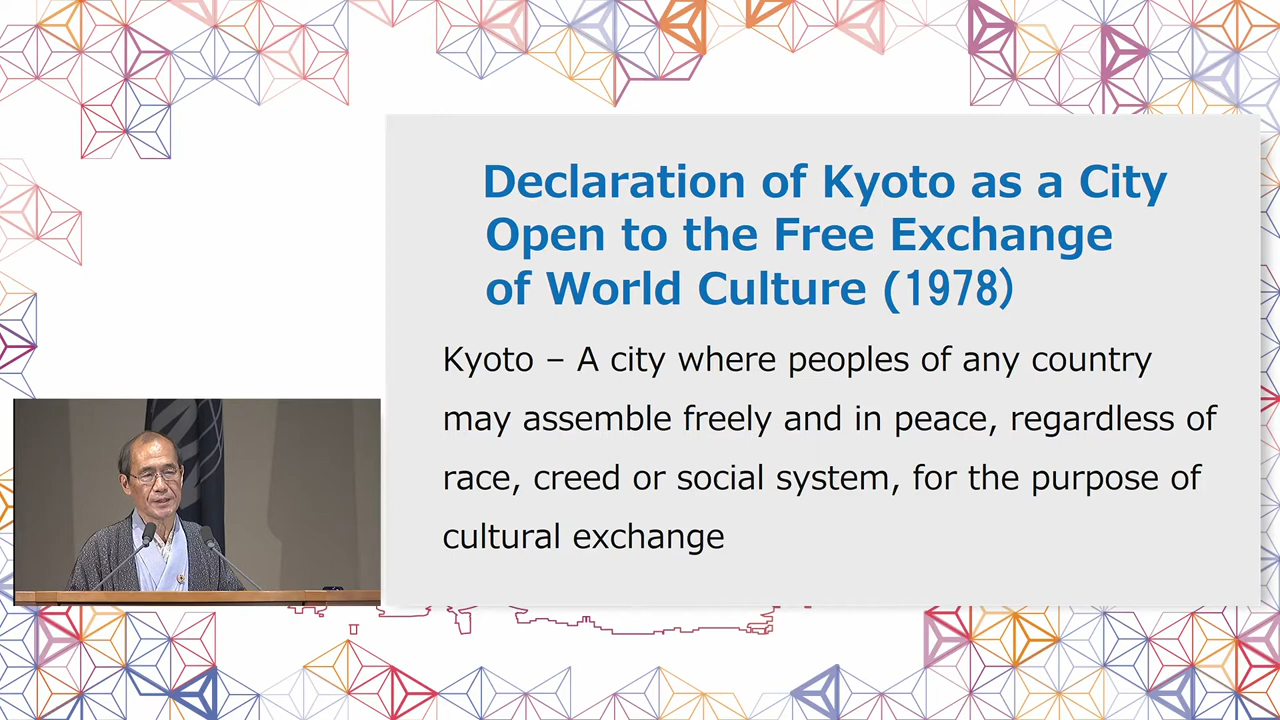 Declaration of Kyoto as a City
Open to the Free Exchange
of World Culture (1978)
Kyoto – A city where peoples of any country
may assemble freely and in peace, regardless of
race, creed or social system, for the purpose of
cultural exchange